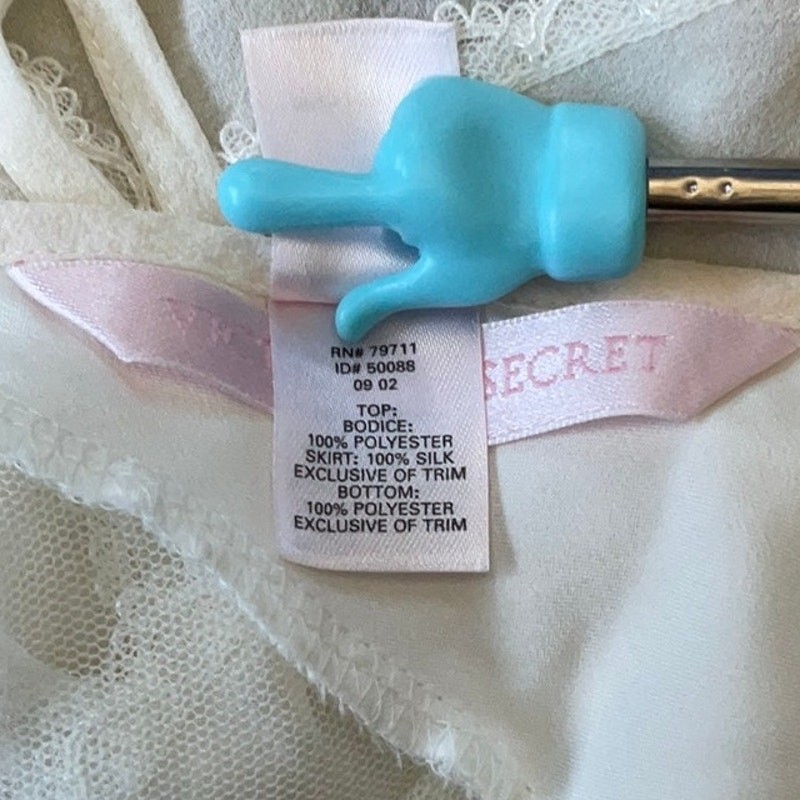 RN# 79711
ID# 50088
09 02
TOP:
BODICE:
100% POLYESTER
SKIRT: 100% SILK
EXCLUSIVE OF TRIM
BOTTOM:
100% POLYESTER
EXCLUSIVE OF TRIM
SECRET